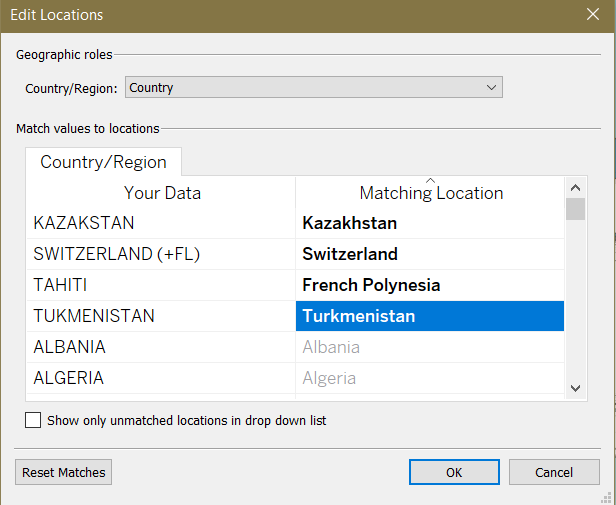 Edit Locations
Geographic roles
Country/Region: Country
Match values to locations
Country/Region
Your Data Matching Location
KAZAKSTAN Kazakhstan
SWITZERLAND (+FL) Switzerland
TAHITI French Polynesia
TUKMENISTAN Turkmenistan
ALBANIA Albania
ALGERIA Algeria
Show only unmatched locations in drop down list
Reset Matches OK Cancel